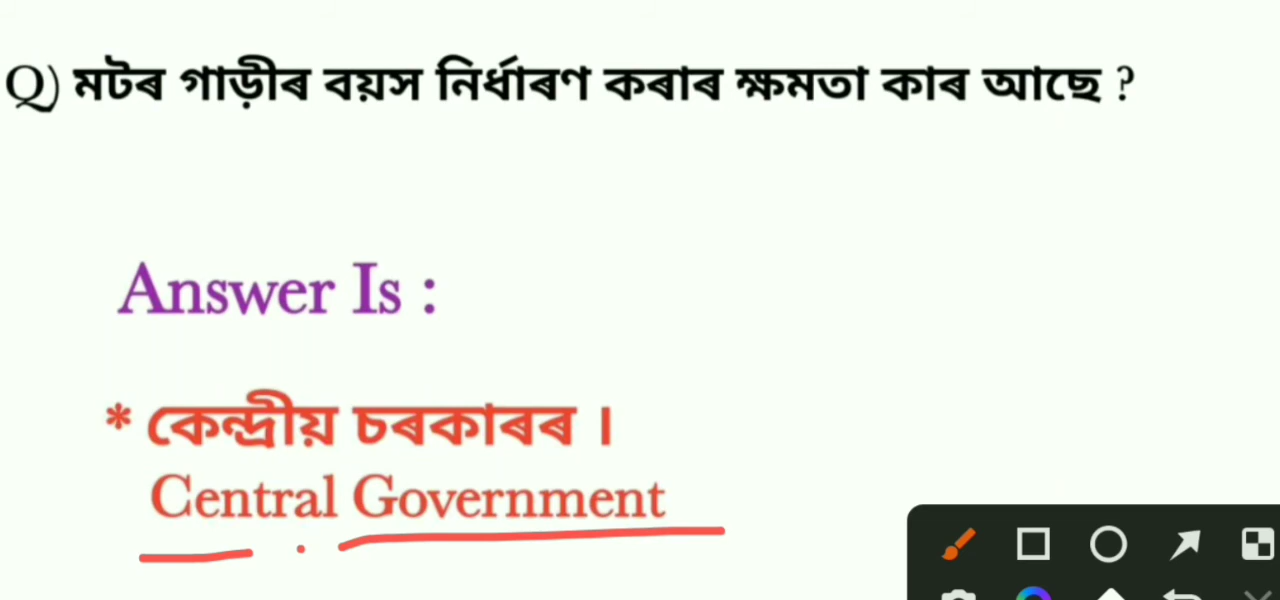 Q) মটৰ গাড়ীৰ বয়স নিৰ্ধাৰণ কৰাৰ ক্ষমতা কাৰ আছে ?
Answer Is :
* কেন্দ্ৰীয় চৰকাৰৰ ।
Central Government